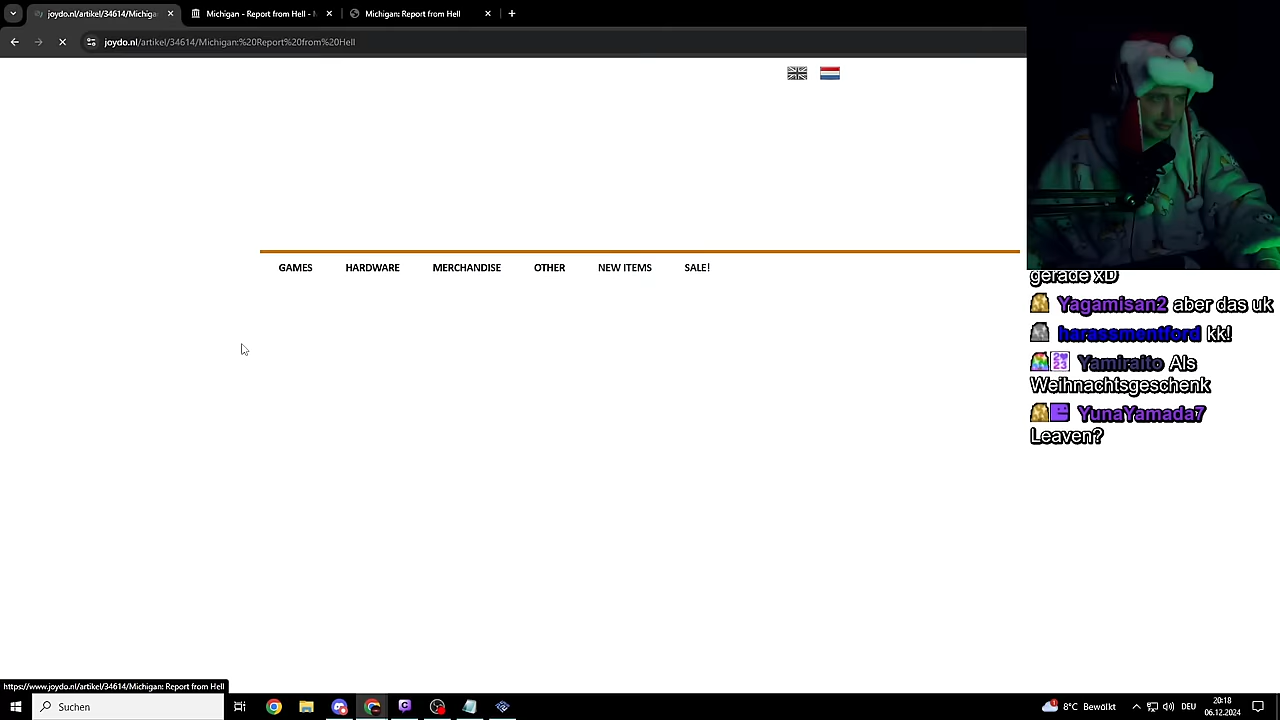 joydo.nl/artikel/34614/Michiga
Michigan - Report from Hell - M
Michigan: Report from Hell
joydo.nl/artikel/34614/Michigan:%20Report%20from%20Hell
GAMES HARDWARE MERCHANDISE OTHER NEW ITEMS SALE!
gerade xD
Yagamisan2 aber das uk
harassmentford kk!
Yamiraito Als
Weihnachtsgeschenk
YunaYamada7
Leaven?
https://www.joydo.nl/artikel/34614/Michigan: Report from Hell
Suchen
8°C Bewölkt
DEU
20:18
06.12.2024